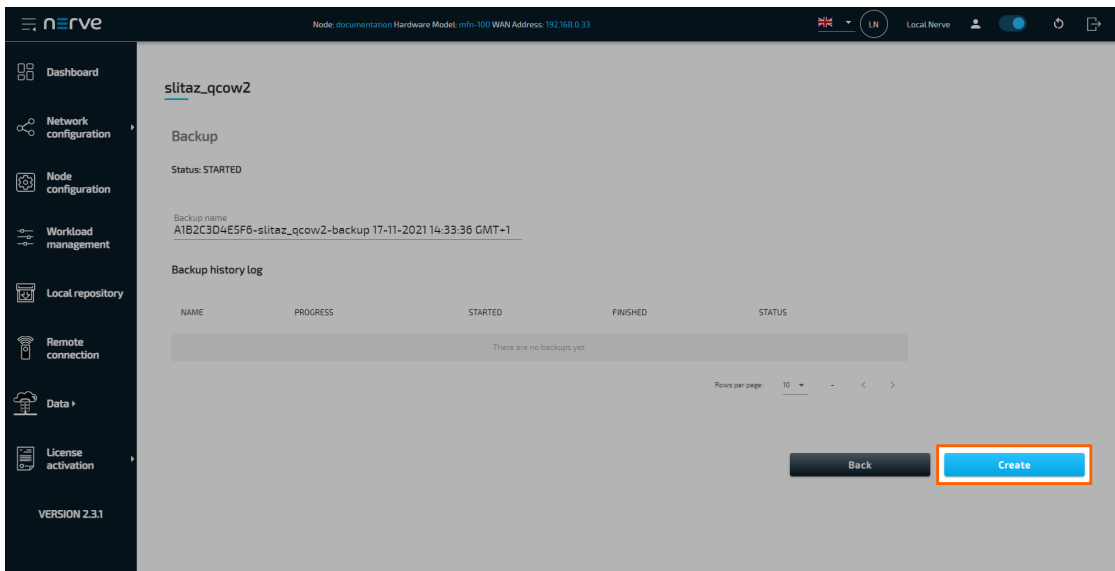 nerve
Node: documentation Hardware Model: mfn-100 WAN Address: 192.168.0.33
LN
Local Nerve
Dashboard
Network
configuration
Node
configuration
Workload
management
Local repository
Remote
connection
Data
License
activation
VERSION 2.3.1
slitaz_qcow2
Backup
Status: STARTED
Backup name
A1B2C3D4E5F6-slitaz_qcow2-backup 17-11-2021 14:33:36 GMT+1
Backup history log
NAME PROGRESS STARTED FINISHED STATUS
There are no backups yet.
Rows per page: 10 - < >
Back Create